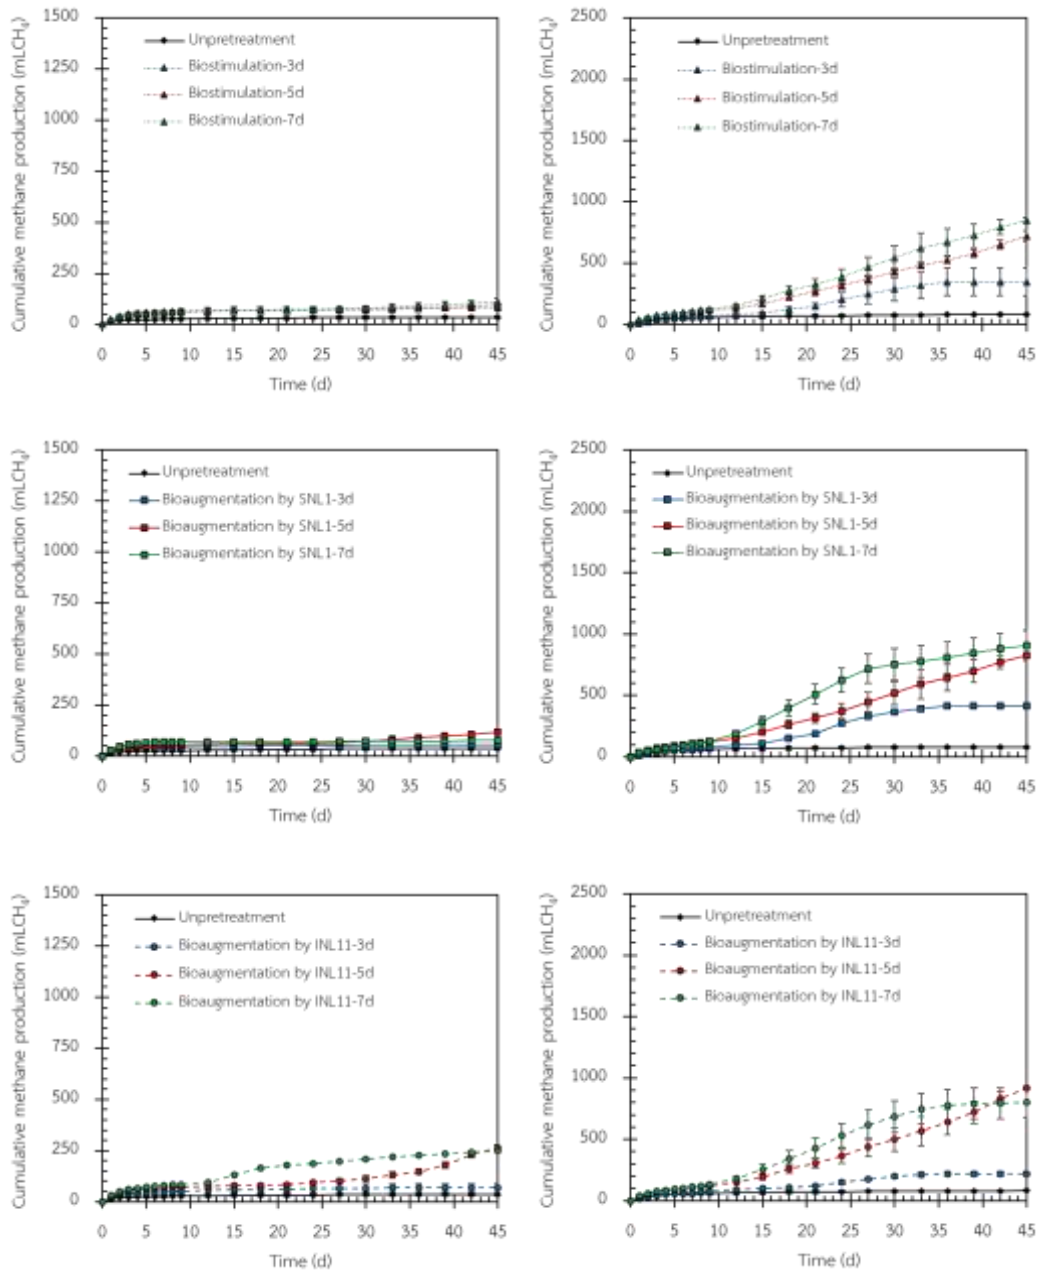 Cumulative methane production (mLCH₄)
1500
1250
1000
750
500
250
0
Unpretreatment
Biostimulation-3d
Biostimulation-5d
Biostimulation-7d
0 5 10 15 20 25 30 35 40 45
Time (d)
Cumulative methane production (mLCH₄)
2500
2000
1500
1000
500
0
Unpretreatment
Biostimulation-3d
Biostimulation-5d
Biostimulation-7d
0 5 10 15 20 25 30 35 40 45
Time (d)
Cumulative methane production (mLCH₄)
1500
1250
1000
750
500
250
0
Unpretreatment
Bioaugmentation by SNL1-3d
Bioaugmentation by SNL1-5d
Bioaugmentation by SNL1-7d
0 5 10 15 20 25 30 35 40 45
Time (d)
Cumulative methane production (mLCH₄)
2500
2000
1500
1000
500
0
Unpretreatment
Bioaugmentation by SNL1-3d
Bioaugmentation by SNL1-5d
Bioaugmentation by SNL1-7d
0 5 10 15 20 25 30 35 40 45
Time (d)
Cumulative methane production (mLCH₄)
1500
1250
1000
750
500
250
0
Unpretreatment
Bioaugmentation by INL11-3d
Bioaugmentation by INL11-5d
Bioaugmentation by INL11-7d
0 5 10 15 20 25 30 35 40 45
Time (d)
Cumulative methane production (mLCH₄)
2500
2000
1500
1000
500
0
Unpretreatment
Bioaugmentation by INL11-3d
Bioaugmentation by INL11-5d
Bioaugmentation by INL11-7d
0 5 10 15 20 25 30 35 40 45
Time (d)